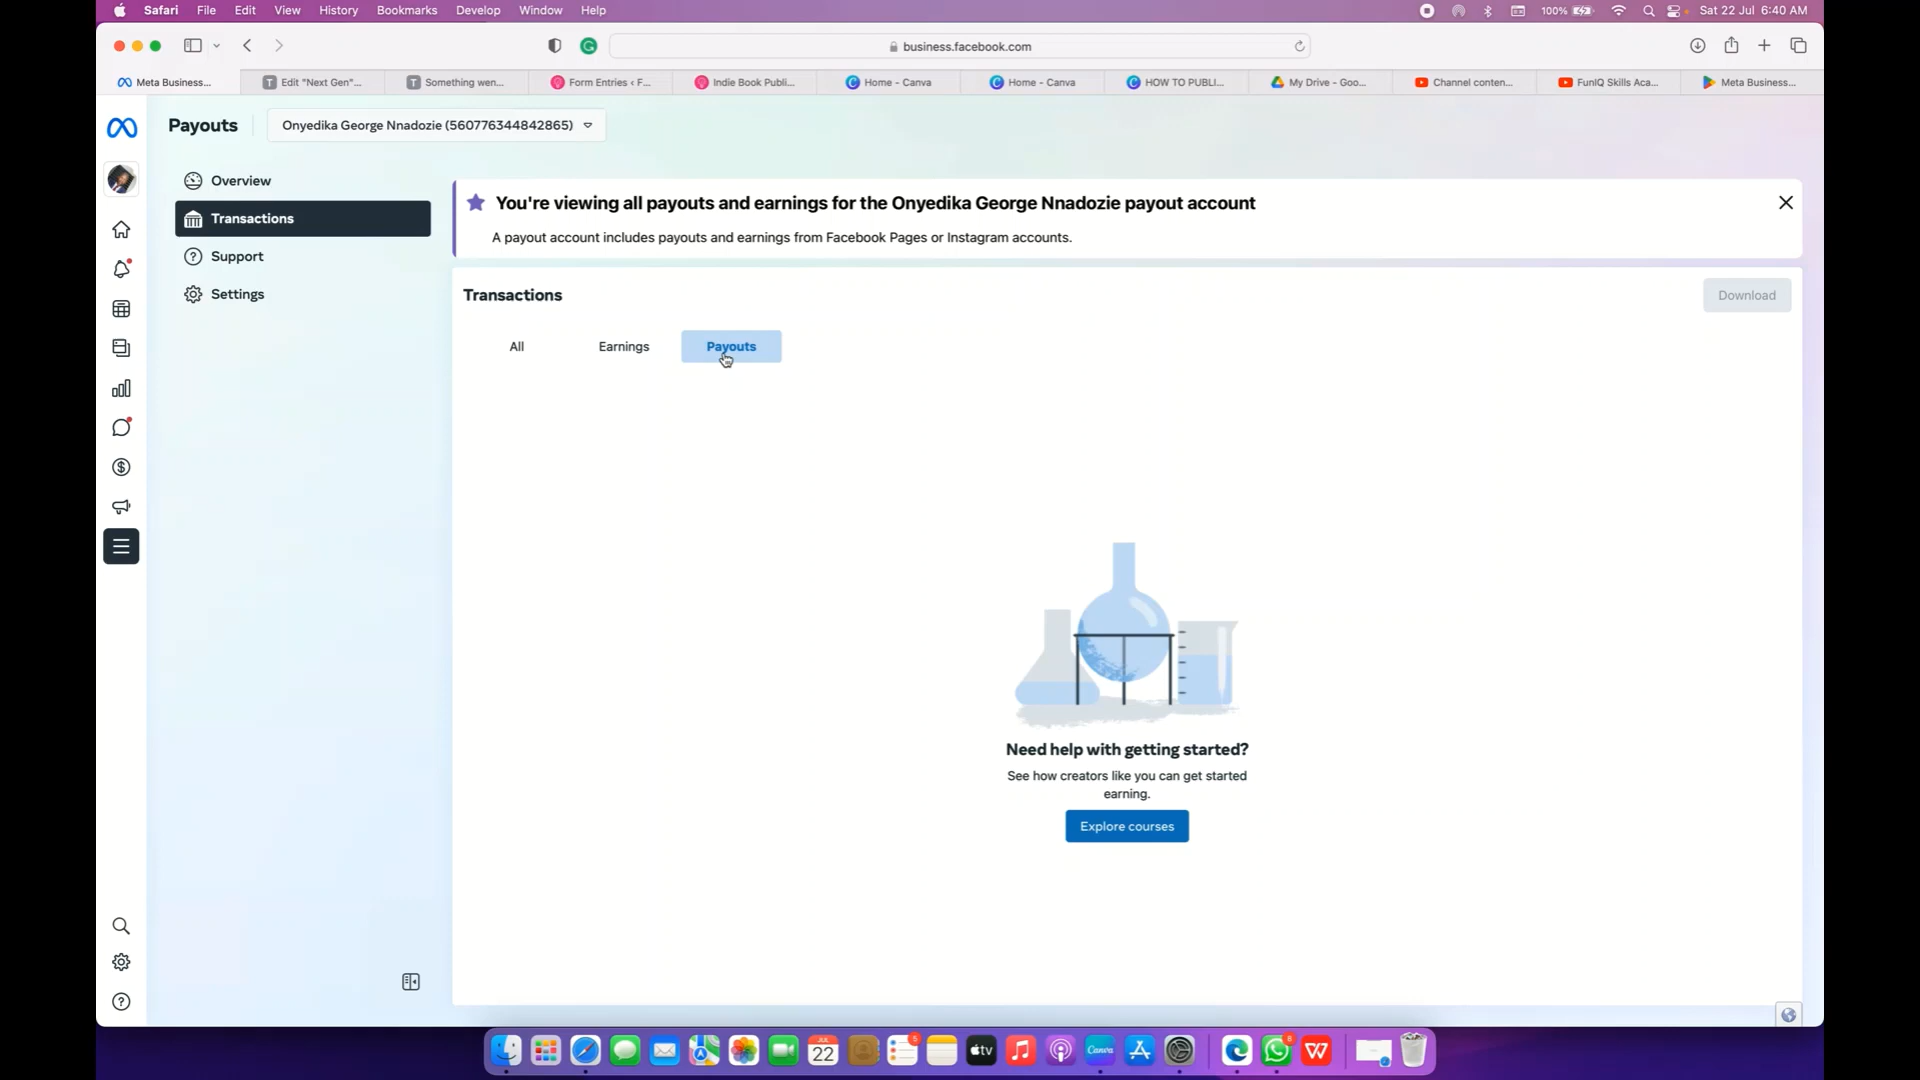 Safari File Edit View History Bookmarks Develop Window Help
100% Sat 22 Jul 6:40 AM
business.facebook.com
Meta Business...
Edit "Next Gen"...
Something wen...
Form Entries ‹ F...
Indie Book Publi...
Home - Canva
Home - Canva
HOW TO PUBLI...
My Drive - Goo...
Channel conten...
FunIQ Skills Aca...
Meta Business...
Payouts
Onyedika George Nnadozie (560776344842865)
Overview
Transactions
Support
Settings
You're viewing all payouts and earnings for the Onyedika George Nnadozie payout account
A payout account includes payouts and earnings from Facebook Pages or Instagram accounts.
Transactions
Download
All
Earnings
Payouts
Need help with getting started?
See how creators like you can get started
earning.
Explore courses
JUL
22
5
tv
Canva
8
W